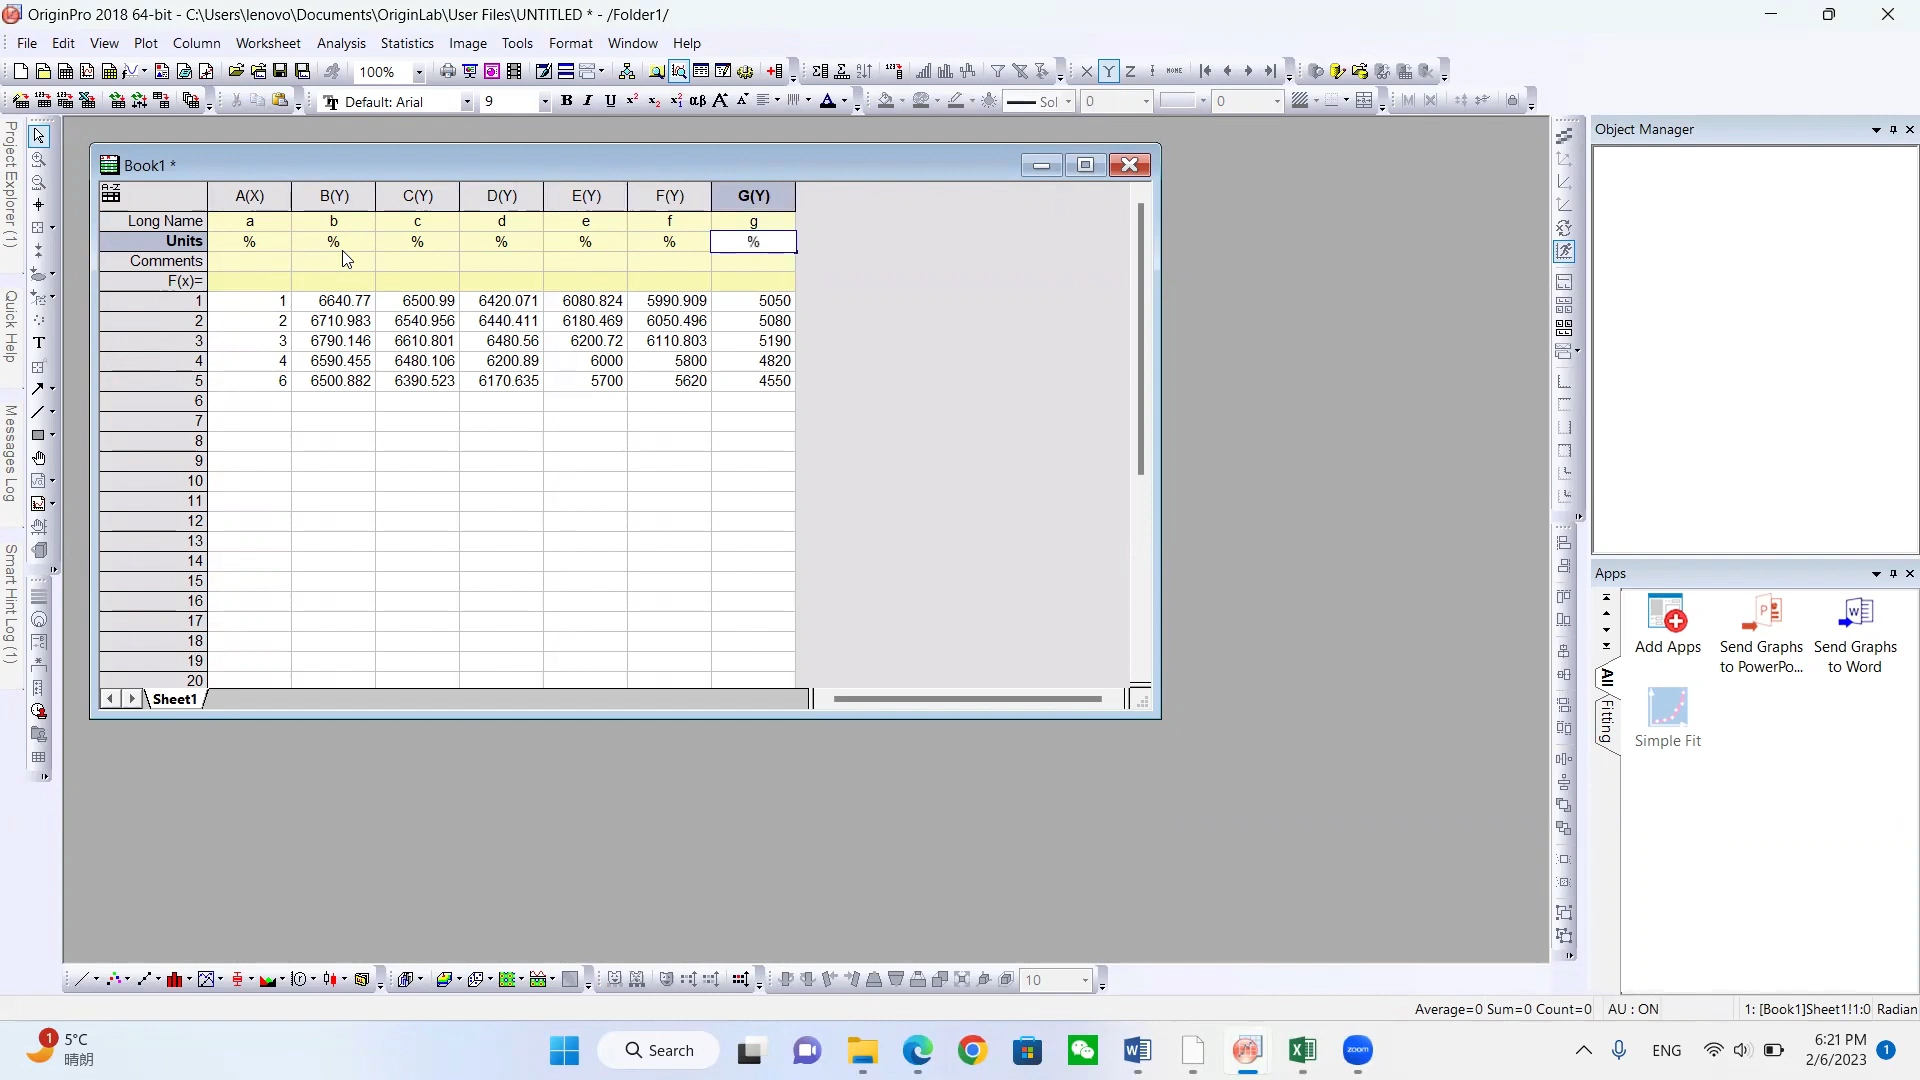 OriginPro 2018 64-bit - C:\Users\lenovo\Documents\OriginLab\User Files\UNTITLED * - /Folder1/
File Edit View Plot Column Worksheet Analysis Statistics Image Tools Format Window Help
100%
Default: Arial 9 B I U αβ A A A Sol 0 0
Project Explorer (1)
Quick Help
Messages Log
Smart Hint Log (1)
Book1 *
A(X) B(Y) C(Y) D(Y) E(Y) F(Y) G(Y)
Long Name a b c d e f g
Units % % % % % % %
Comments
F(x)=
1 1 6640.77 6500.99 6420.071 6080.824 5990.909 5050
2 2 6710.983 6540.956 6440.411 6180.469 6050.496 5080
3 3 6790.146 6610.801 6480.56 6200.72 6110.803 5190
4 4 6590.455 6480.106 6200.89 6000 5800 4820
5 6 6500.882 6390.523 6170.635 5700 5620 4550
6
7
8
9
10
11
12
13
14
15
16
17
18
19
20
Sheet1
Object Manager
Apps
All
Fitting
Add Apps
Send Graphs to PowerPo...
Send Graphs to Word
Simple Fit
10
Average=0 Sum=0 Count=0 AU : ON 1: [Book1]Sheet1!1:0 Radian
1
5°C
晴朗
Search
zoom
ENG
6:21 PM
2/6/2023
1